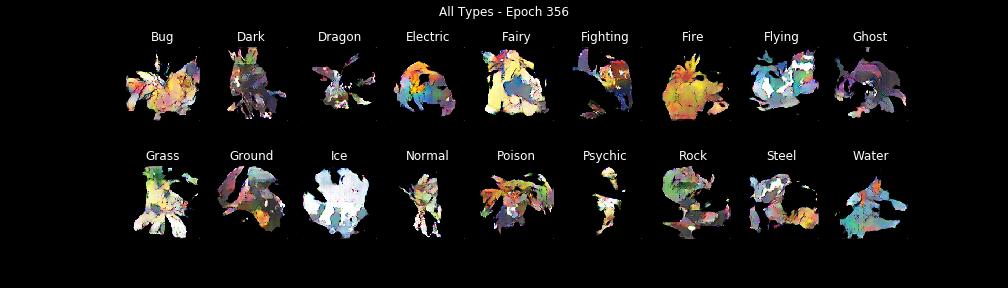 All Types - Epoch 356
Bug Dark Dragon Electric Fairy Fighting Fire Flying Ghost
Grass Ground Ice Normal Poison Psychic Rock Steel Water